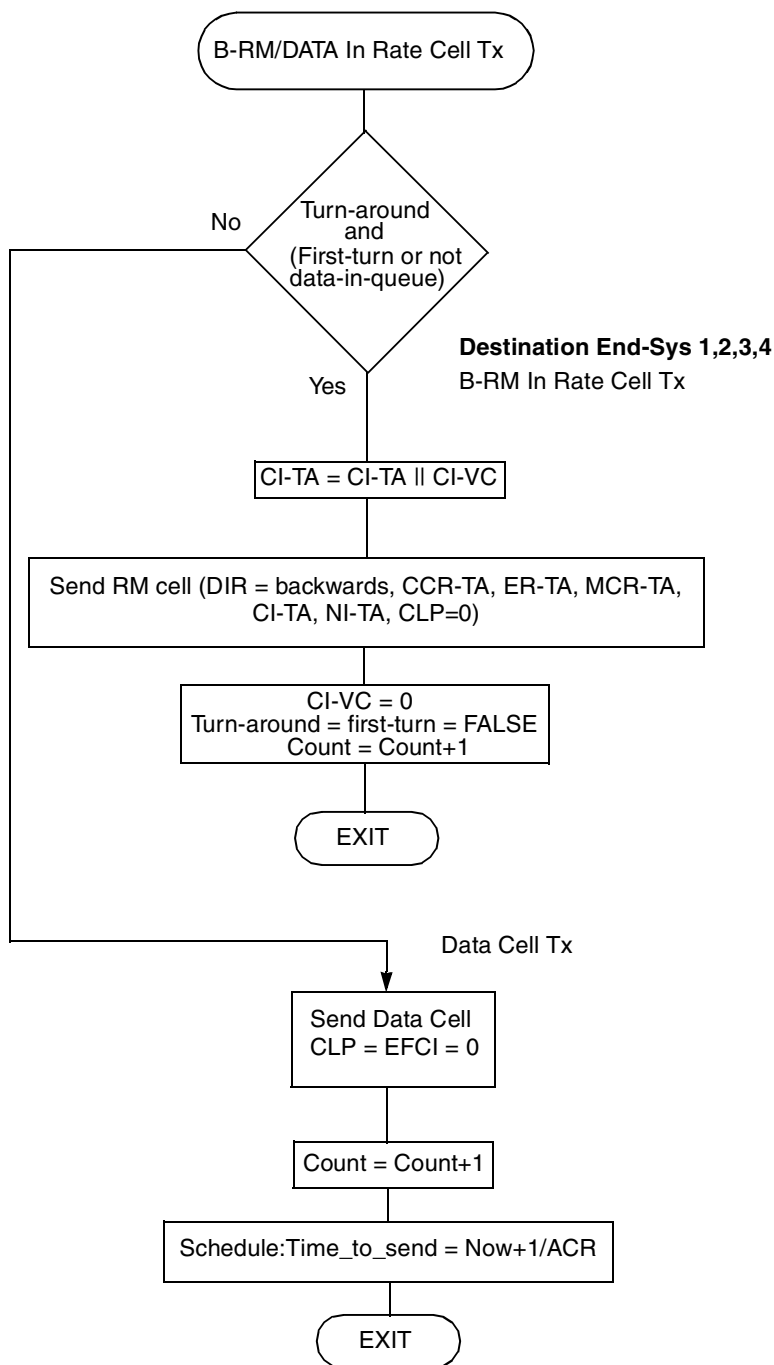 B-RM/DATA In Rate Cell Tx
No
Turn-around
and
(First-turn or not
data-in-queue)
Destination End-Sys 1,2,3,4
B-RM In Rate Cell Tx
Yes
CI-TA = CI-TA || CI-VC
Send RM cell (DIR = backwards, CCR-TA, ER-TA, MCR-TA,
CI-TA, NI-TA, CLP=0)
CI-VC = 0
Turn-around = first-turn = FALSE
Count = Count+1
EXIT
Data Cell Tx
Send Data Cell
CLP = EFCI = 0
Count = Count+1
Schedule:Time_to_send = Now+1/ACR
EXIT